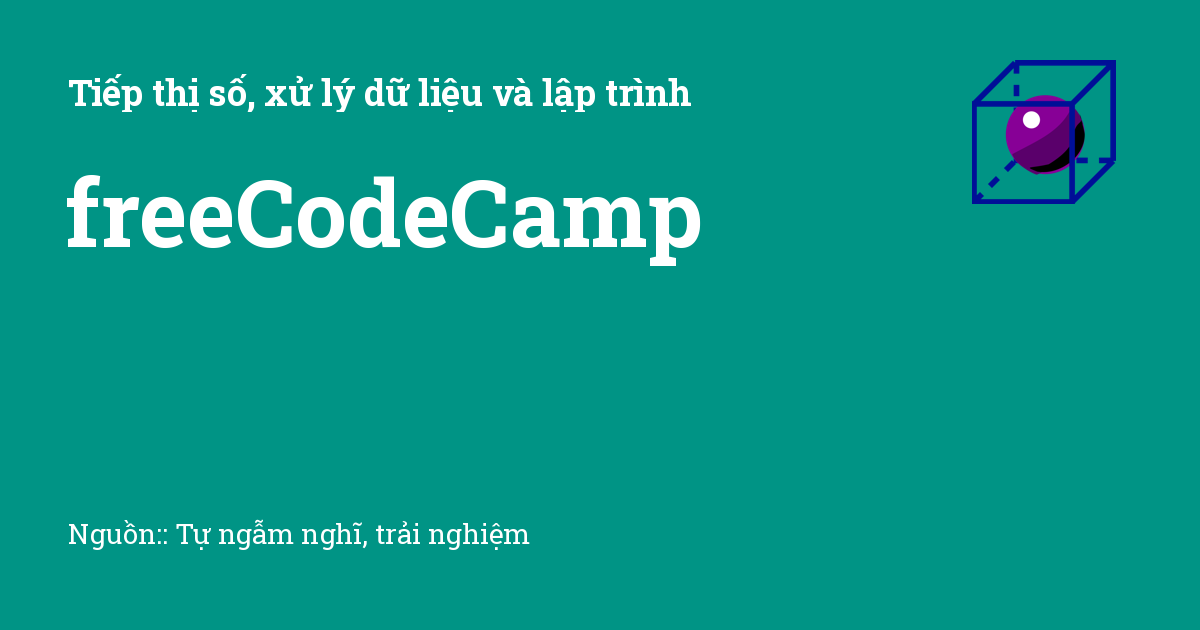 Tiếp thị số, xử lý dữ liệu và lập trình
freeCodeCamp
Nguồn:: Tự ngẫm nghĩ, trải nghiệm